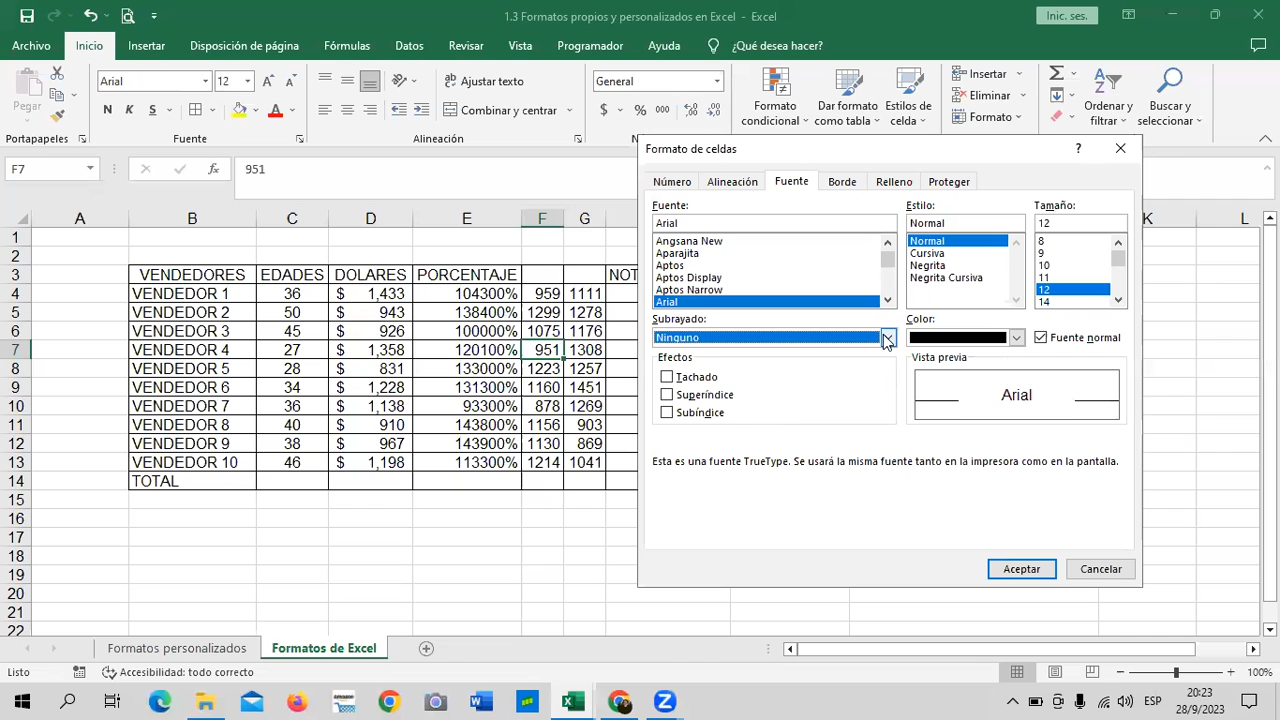 1.3 Formatos propios y personalizados en Excel - Excel
Inic. ses.
Archivo Inicio Insertar Disposición de página Fórmulas Datos Revisar Vista Programador Ayuda ¿Qué desea hacer?
Pegar
Arial 12
N K S
Ajustar texto
Combinar y centrar
General
$ % 000
Formato condicional
Dar formato como tabla
Estilos de celda
Insertar
Eliminar
Formato
Ordenar y filtrar
Buscar y seleccionar
Portapapeles Fuente Alineación
F7 fx 951
A B C D E F G K L
1
2
3 VENDEDORES EDADES DOLARES PORCENTAJE
4 VENDEDOR 1 36 $ 1,433 104300% 959 1111
5 VENDEDOR 2 50 $ 943 138400% 1299 1278
6 VENDEDOR 3 45 $ 926 100000% 1075 1176
7 VENDEDOR 4 27 $ 1,358 120100% 951 1308
8 VENDEDOR 5 28 $ 831 133000% 1223 1257
9 VENDEDOR 6 34 $ 1,228 131300% 1160 1451
10 VENDEDOR 7 36 $ 1,138 93300% 878 1269
11 VENDEDOR 8 40 $ 910 143800% 1156 903
12 VENDEDOR 9 38 $ 967 143900% 1130 869
13 VENDEDOR 10 46 $ 1,198 113300% 1214 1041
14 TOTAL
15
16
17
18
19
20
21
22
Formato de celdas ?
Número Alineación Fuente Borde Relleno Proteger
Fuente: Estilo: Tamaño:
Arial Normal 12
Angsana New Normal 8
Aparajita Cursiva 9
Aptos Negrita 10
Aptos Display Negrita Cursiva 11
Aptos Narrow 12
Arial 14
Subrayado: Color:
Ninguno Fuente normal
Efectos Vista previa
Tachado
Superíndice
Subíndice
Arial
Esta es una fuente TrueType. Se usará la misma fuente tanto en la impresora como en la pantalla.
Aceptar Cancelar
Formatos personalizados Formatos de Excel
Listo Accesibilidad: todo correcto 100%
ESP 20:23
28/9/2023